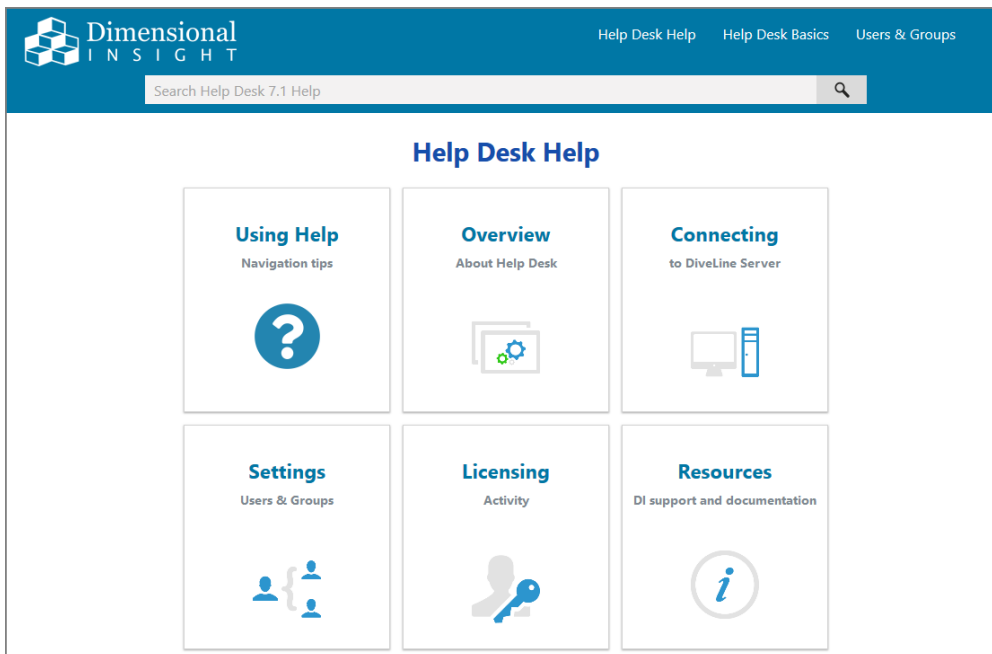 Dimensional
INSIGHT
Help Desk Help Help Desk Basics Users & Groups
Search Help Desk 7.1 Help
Help Desk Help
Using Help
Navigation tips
Overview
About Help Desk
Connecting
to DiveLine Server
Settings
Users & Groups
Licensing
Activity
Resources
DI support and documentation